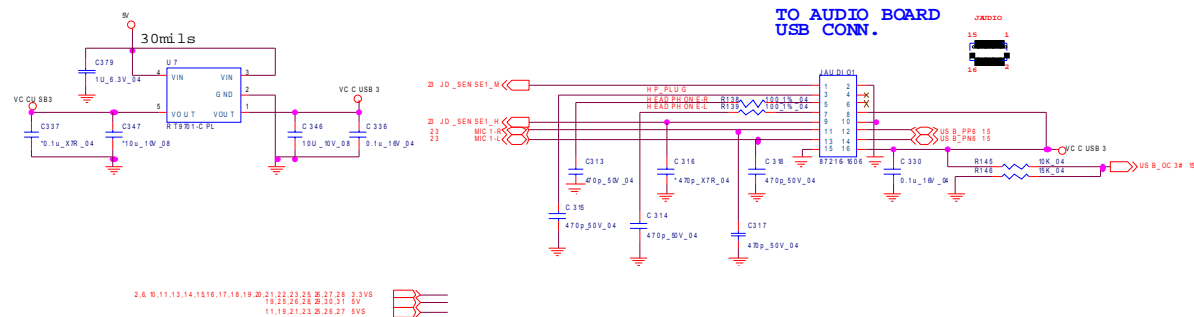 TO AUDIO BOARD
USB CONN.
JAUDIO
15 1
16 2
5V
30mils
C379
1U_6.3V_04
U7
4 VIN VIN 3
GND 2
5 VOUT VOUT 1
RT9701-CPL
VCCUSB3
VCCUSB3
C337
*0.1u_X7R_04
C347
*10u_10V_08
C346
10U_10V_08
C336
0.1u_16V_04
23 JD_SENSE1_M
HP_PLUG
HEADPHONE-R R138 100_1%_04
HEADPHONE-L R139 100_1%_04
23 JD_SENSE1_H
23 MIC1-R
23 MIC1-L
JAUDIO1
1 2
3 4
5 6
7 8
9 10
11 12
13 14
15 16
87216-1606
USB_PP6 15
USB_PN6 15
VCCUSB3
C313
470p_50V_04
C316
*470p_X7R_04
C318
470p_50V_04
C330
0.1u_16V_04
R145 10K_04
R146 15K_04
USB_OC3# 15
C315
470p_50V_04
C314
470p_50V_04
C317
470p_50V_04
2,6,10,11,13,14,15,16,17,18,19,20,21,22,23,25,26,27,28 3.3VS
19,25,26,28,29,30,31 5V
11,19,21,23,25,26,27 5VS